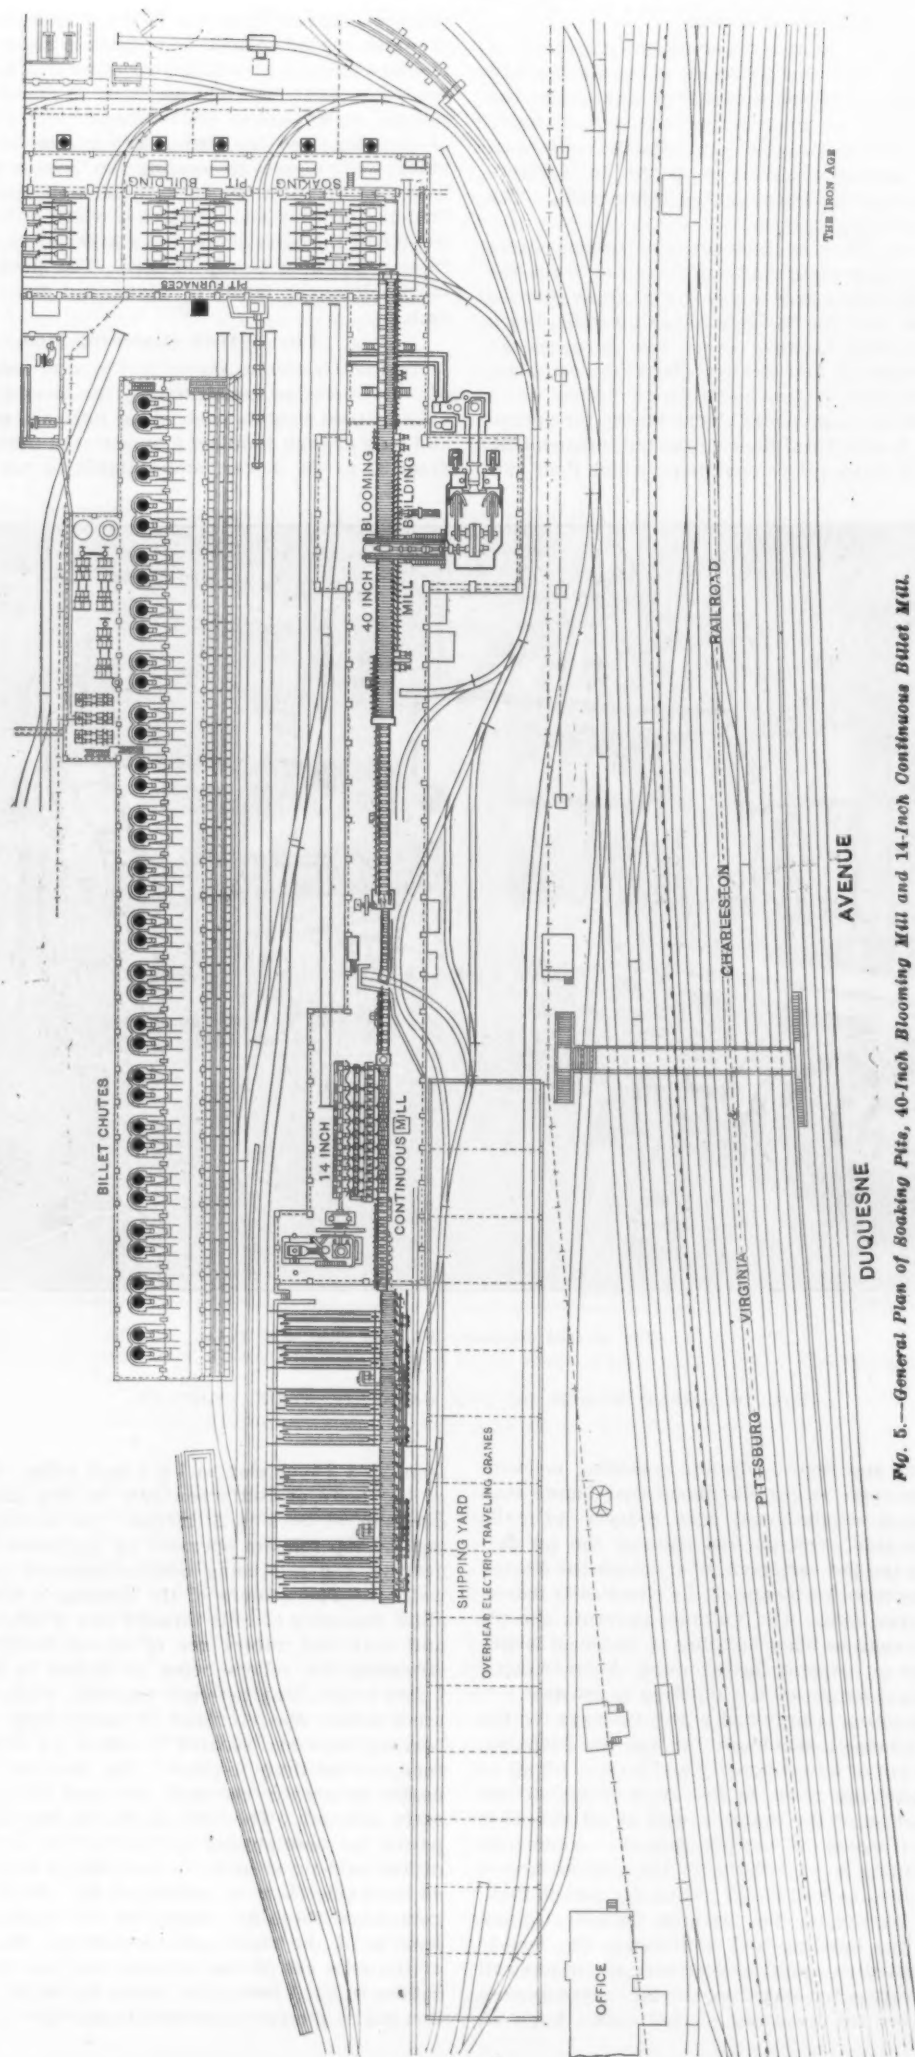 SOAKING
PIT
BUILDING
PIT FURNACES
40 INCH BLOOMING
MILL BUILDING
BILLET CHUTES
14 INCH
CONTINUOUS MILL
SHIPPING YARD
OVERHEAD ELECTRIC TRAVELING CRANES
OFFICE
PITTSBURG
VIRGINIA
&
CHARLESTON
RAILROAD
DUQUESNE
AVENUE
THE IRON AGE
Fig. 5.—General Plan of Soaking Pits, 40-Inch Blooming Mill and 14-Inch Continuous Billet Mill.